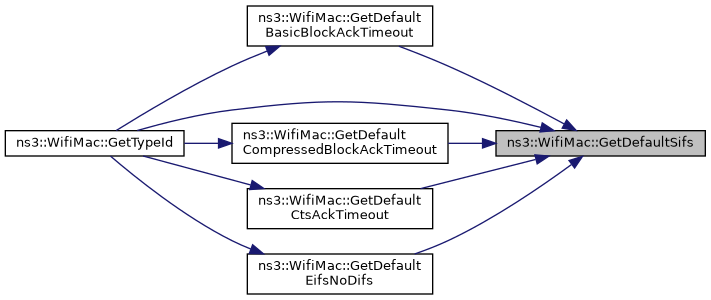 ns3::WifiMac::GetDefault
BasicBlockAckTimeout
ns3::WifiMac::GetTypeId
ns3::WifiMac::GetDefault
CompressedBlockAckTimeout
ns3::WifiMac::GetDefaultSifs
ns3::WifiMac::GetDefault
CtsAckTimeout
ns3::WifiMac::GetDefault
EifsNoDifs